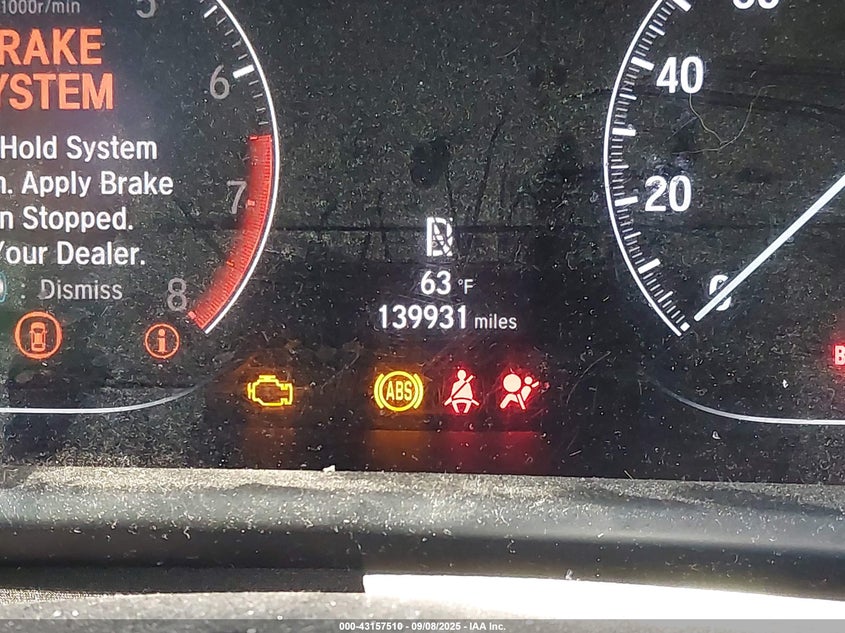 1000r/min
5
RAKE
YSTEM
6
Hold System
. Apply Brake
n Stopped.
Your Dealer.
: Dismiss
7
8
40
20
0
63 °F
139931 miles
ABS
B
000-43157510 - 09/08/2025 - IAA Inc.